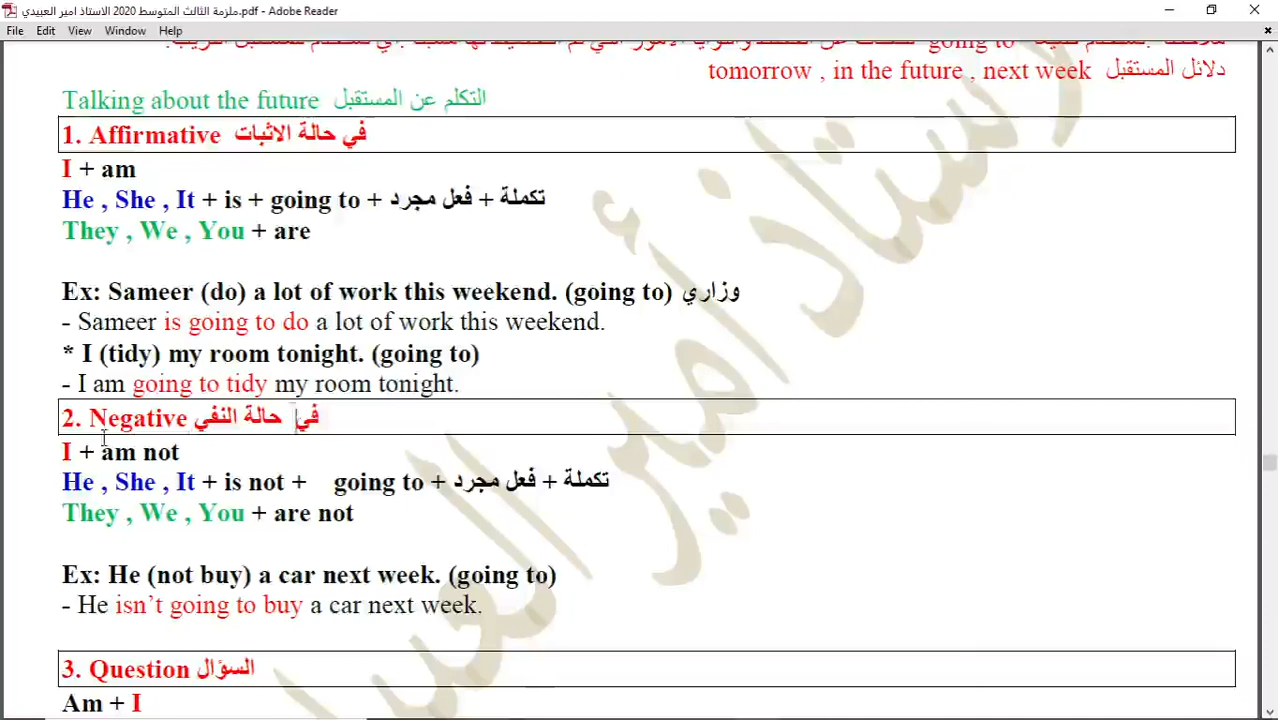 ملزمة الثالث المتوسط 2020 الاستاذ امير العبيدي.pdf - Adobe Reader
File Edit View Window Help
going to
دلائل المستقبل tomorrow , in the future , next week
Talking about the future التكلم عن المستقبل
1. Affirmative في حالة الاثبات
I + am
He , She , It + is + going to + فعل مجرد + تكملة
They , We , You + are
Ex: Sameer (do) a lot of work this weekend. (going to) وزاري
- Sameer is going to do a lot of work this weekend.
* I (tidy) my room tonight. (going to)
- I am going to tidy my room tonight.
2. Negative في حالة النفي
I + am not
He , She , It + is not + going to + فعل مجرد + تكملة
They , We , You + are not
Ex: He (not buy) a car next week. (going to)
- He isn’t going to buy a car next week.
3. Question السؤال
Am + I